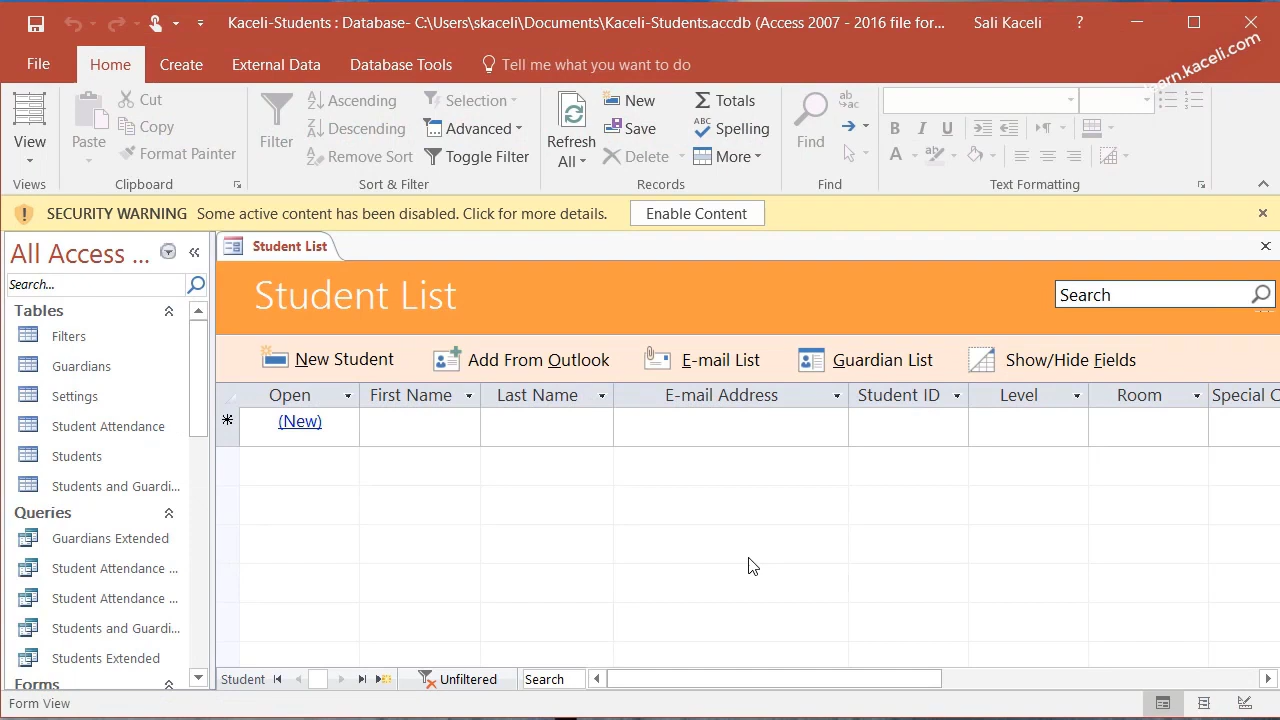 Kaceli-Students : Database- C:\Users\skaceli\Documents\Kaceli-Students.accdb (Access 2007 - 2016 file for... Sali Kaceli ?
learn.kaceli.com
File Home Create External Data Database Tools Tell me what you want to do
View
Views
Paste
Cut
Copy
Format Painter
Clipboard
Filter
Ascending
Descending
Remove Sort
Selection
Advanced
Toggle Filter
Sort & Filter
Refresh
All
New
Save
Delete
Totals
Spelling
More
Records
Find
Find
B I U
A
Text Formatting
SECURITY WARNING Some active content has been disabled. Click for more details. Enable Content
All Access ...
Search...
Tables
Filters
Guardians
Settings
Student Attendance
Students
Students and Guardi...
Queries
Guardians Extended
Student Attendance ...
Student Attendance ...
Students and Guardi...
Students Extended
Forms
Student List
Student List
Search
New Student Add From Outlook E-mail List Guardian List Show/Hide Fields
Open First Name Last Name E-mail Address Student ID Level Room Special C
(New)
Student Unfiltered Search
Form View